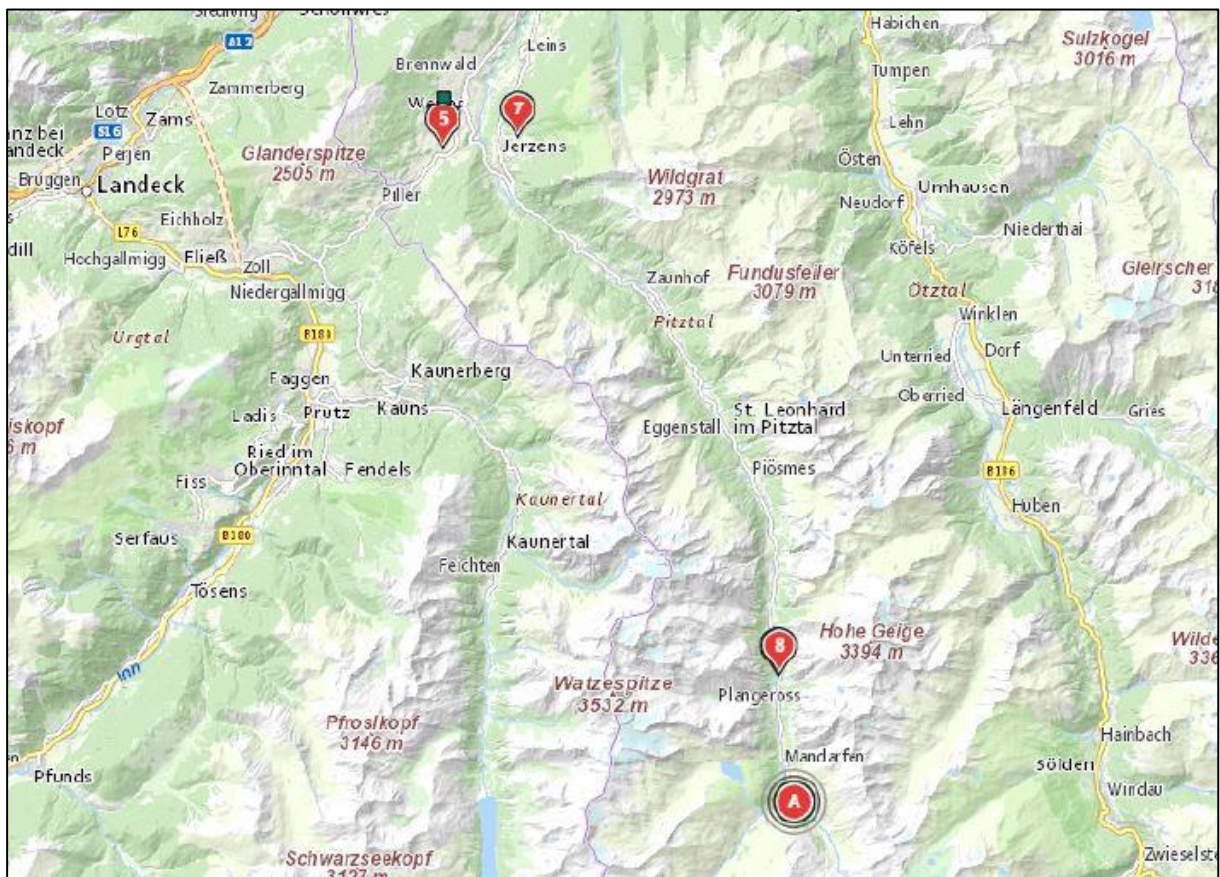 Habichen
A12
Leins
Sulzkogel
3016 m
Brennwald
Tumpen
Zammerberg
Lotz
Zams
S16
Perjen
5
7
Lehn
Jerzens
Glanderspitze
2505 m
Östen
Wildgrat
2973 m
Umhausen
Bruggen
Landeck
Piller
Neudorf
Eichholz
Niederthai
L76
Köfels
Hochgallmigg
Fließ
Zoll
Zaunhof
Fundusfeiler
3079 m
Gleirscher
Niedergallmigg
Ötztal
Winklen
Pitztal
Urgtal
B180
Dorf
Unterried
Kaunerberg
Faggen
Oberried
Ladis
Prutz
Kauns
St. Leonhard
im Pitztal
Längenfeld
Gries
Eggenstall
Ried im
Oberinntal
Fendels
Piösmes
B186
Fiss
Kaunertal
Huben
Serfaus
B180
Kaunertal
Feichten
Tösens
8
Hohe Geige
3394 m
Inn
Watzespitze
3532 m
Plangeross
Pfroslkopf
3146 m
Hainbach
Mandarfen
Sölden
Pfunds
A
Windau
Schwarzseekopf